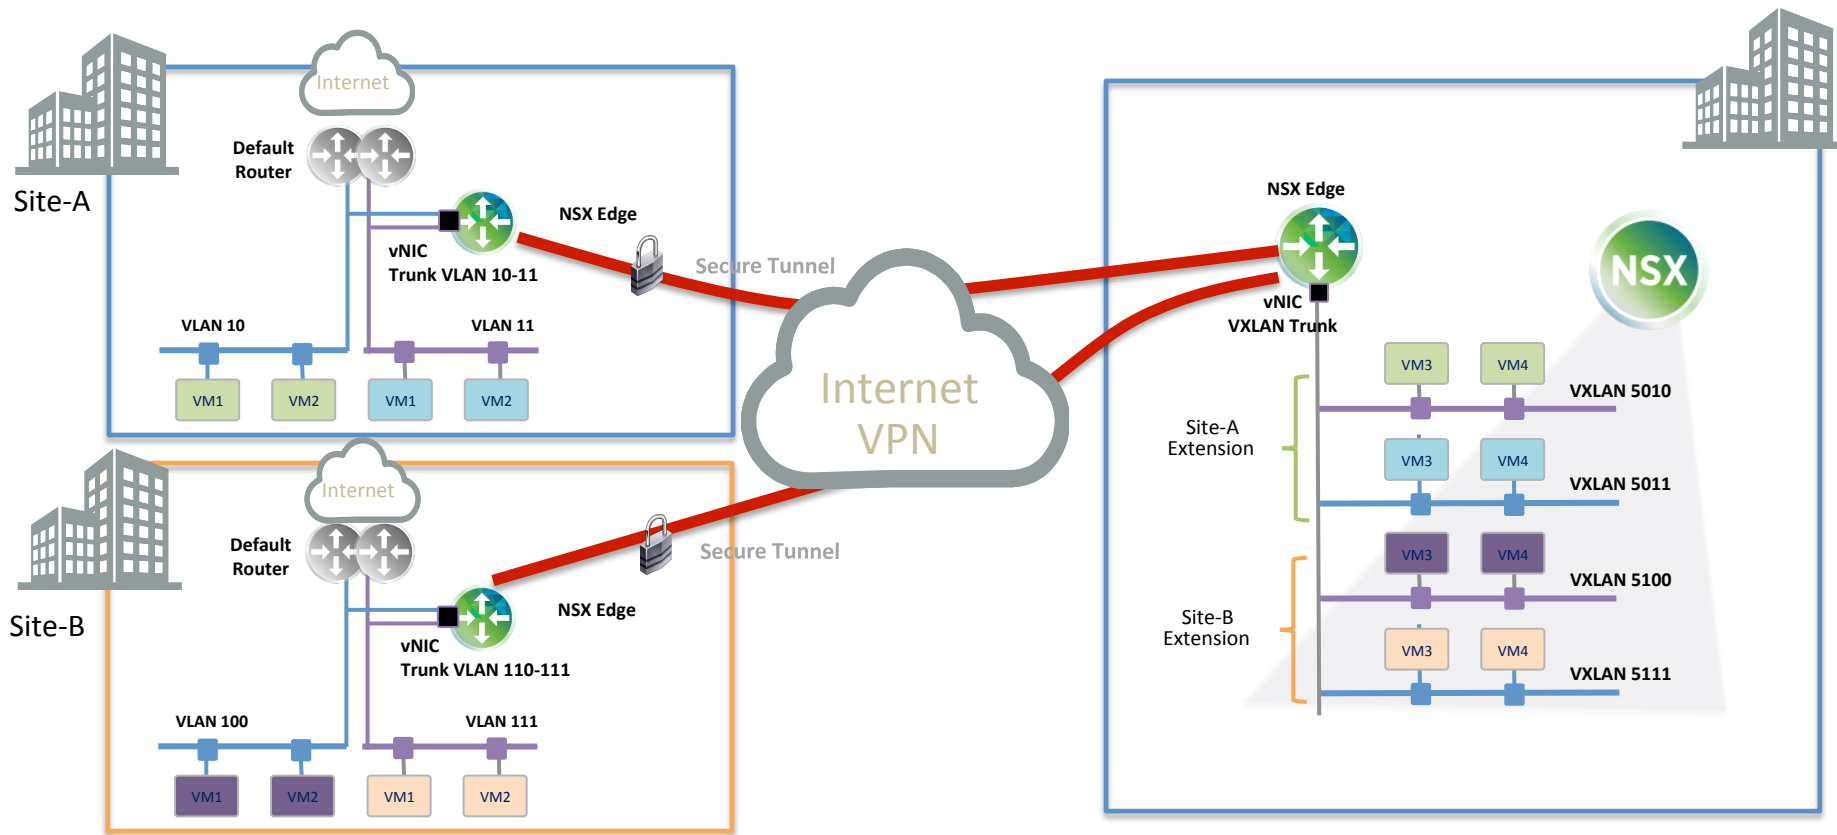 Internet
Default
Router
Site-A
NSX Edge
vNIC
Trunk VLAN 10-11
Secure Tunnel
VLAN 10
VLAN 11
VM1
VM2
VM1
VM2
Internet
VPN
Internet
Default
Router
Site-B
NSX Edge
vNIC
Trunk VLAN 110-111
Secure Tunnel
VLAN 100
VLAN 111
VM1
VM2
VM1
VM2
NSX Edge
NSX
vNIC
VXLAN Trunk
VM3
VM4
VXLAN 5010
Site-A
Extension
VM3
VM4
VXLAN 5011
VM3
VM4
VXLAN 5100
Site-B
Extension
VM3
VM4
VXLAN 5111